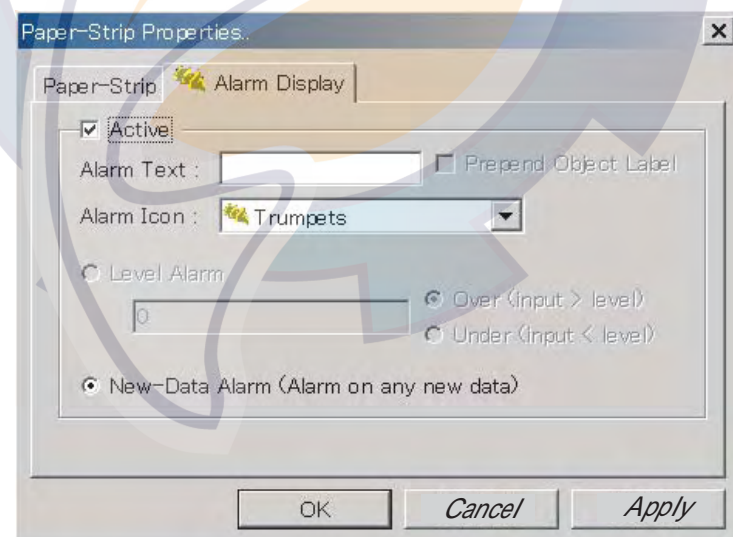 Paper-Strip Properties..
Paper-Strip
Alarm Display
Active
Alarm Text :
Prepend Object Label
Alarm Icon :
Trumpets
Level Alarm
0
Over (input > level)
Under (input < level)
New-Data Alarm (Alarm on any new data)
OK
Cancel
Apply